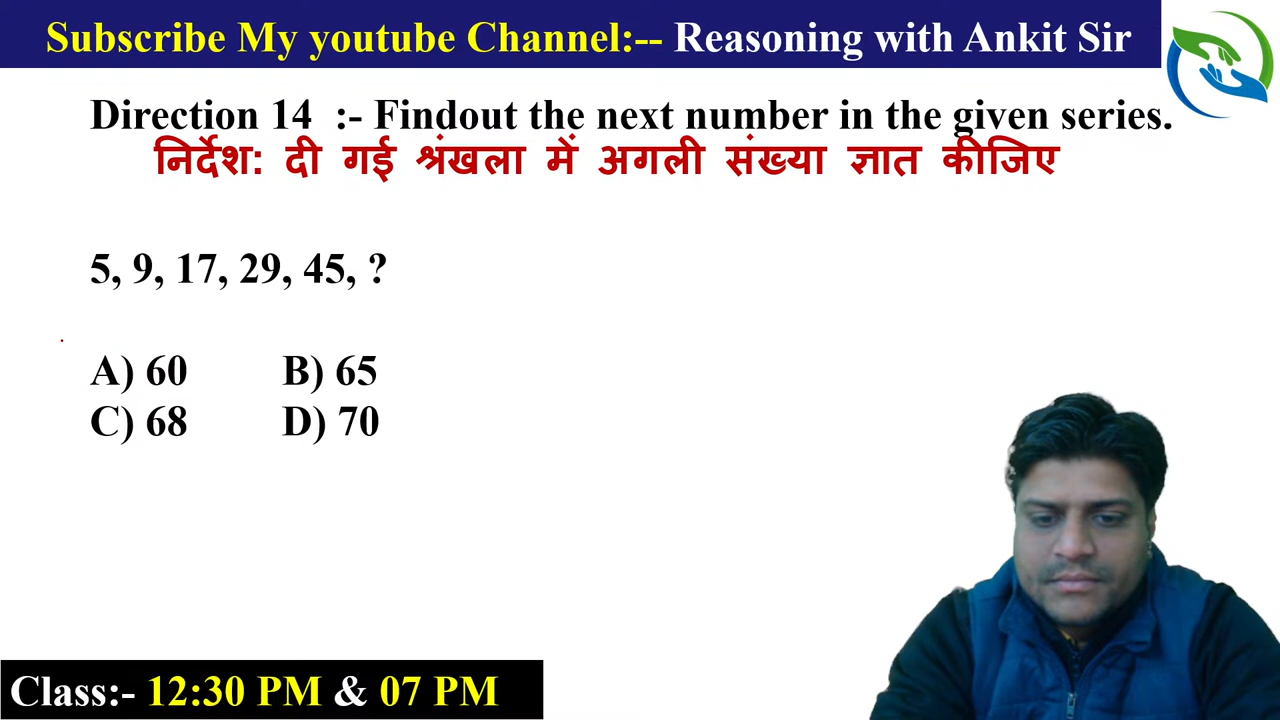 Subscribe My youtube Channel:-- Reasoning with Ankit Sir
Direction 14 :- Findout the next number in the given series.
निर्देश: दी गई श्रंखला में अगली संख्या ज्ञात कीजिए
5, 9, 17, 29, 45, ?
A) 60 B) 65
C) 68 D) 70
Class:- 12:30 PM & 07 PM